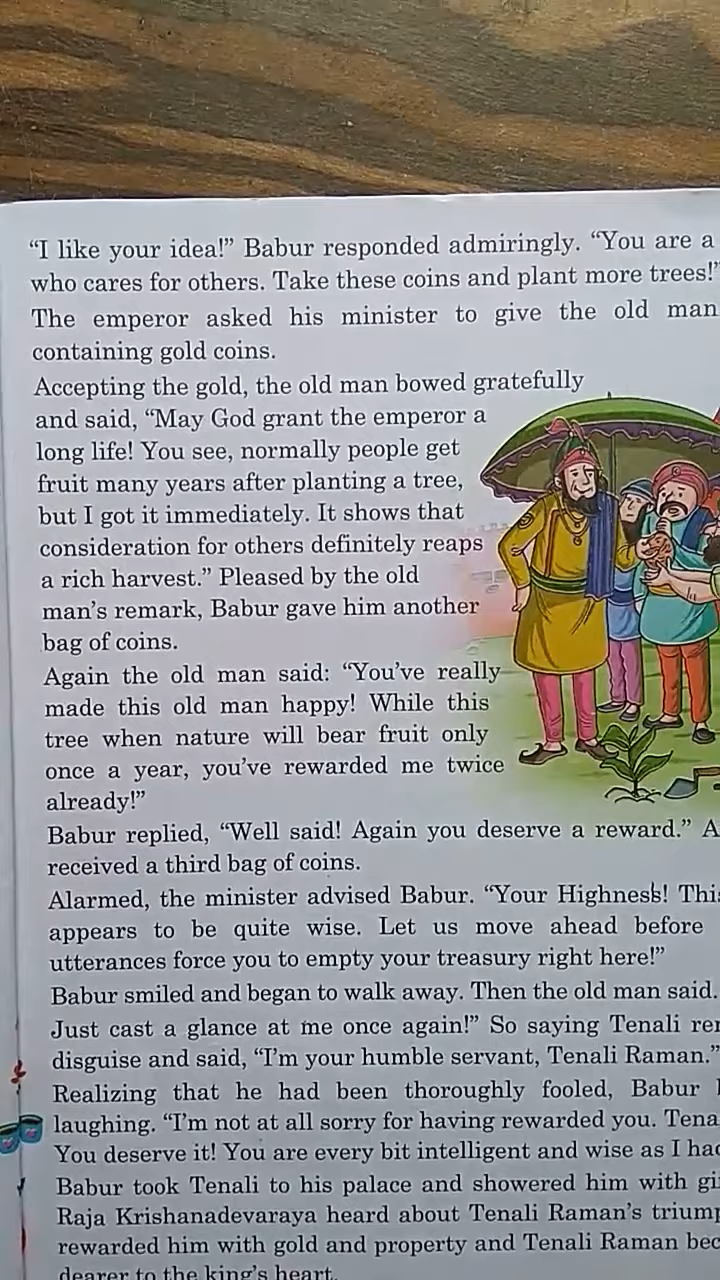 “I like your idea!” Babur responded admiringly. “You are a
who cares for others. Take these coins and plant more trees!”
The emperor asked his minister to give the old man
containing gold coins.
Accepting the gold, the old man bowed gratefully
and said, “May God grant the emperor a
long life! You see, normally people get
fruit many years after planting a tree,
but I got it immediately. It shows that
consideration for others definitely reaps
a rich harvest.” Pleased by the old
man’s remark, Babur gave him another
bag of coins.
Again the old man said: “You’ve really
made this old man happy! While this
tree when nature will bear fruit only
once a year, you’ve rewarded me twice
already!”
Babur replied, “Well said! Again you deserve a reward.”
received a third bag of coins.
Alarmed, the minister advised Babur. “Your Highness!
appears to be quite wise. Let us move ahead before
utterances force you to empty your treasury right here!”
Babur smiled and began to walk away. Then the old man said.
Just cast a glance at me once again!” So saying Tenali
disguise and said, “I’m your humble servant, Tenali Raman.”
Realizing that he had been thoroughly fooled, Babur
laughing. “I’m not at all sorry for having rewarded you.
You deserve it! You are every bit intelligent and wise as I
Babur took Tenali to his palace and showered him with
Raja Krishanadevaraya heard about Tenali Raman’s
rewarded him with gold and property and Tenali Raman
dearer to the king’s heart.